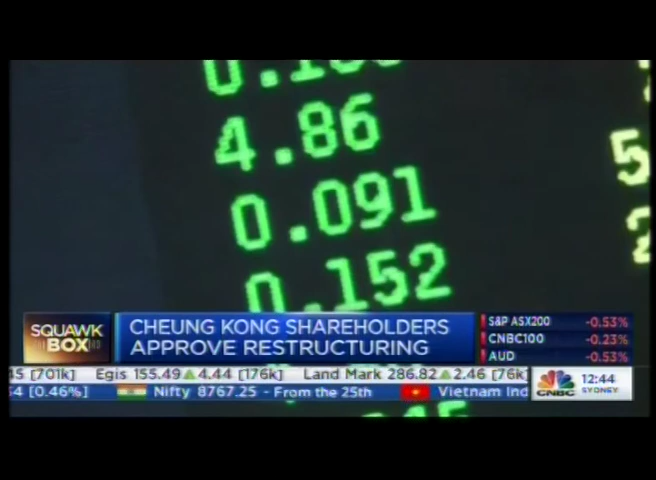 4.86
0.091
0.152
SQUAWK
BOX
CHEUNG KONG SHAREHOLDERS
APPROVE RESTRUCTURING
S&P ASX200 -0.53%
CNBC100 -0.23%
AUD -0.53%
45 [701k] Egis 155.49 ▲ 4.44 [176k] Land Mark 286.82 ▲ 2.46 [76k]
4 [0.46%] Nifty 8767.25 - From the 25th Vietnam Ind
CNBC
12:44
SYDNEY